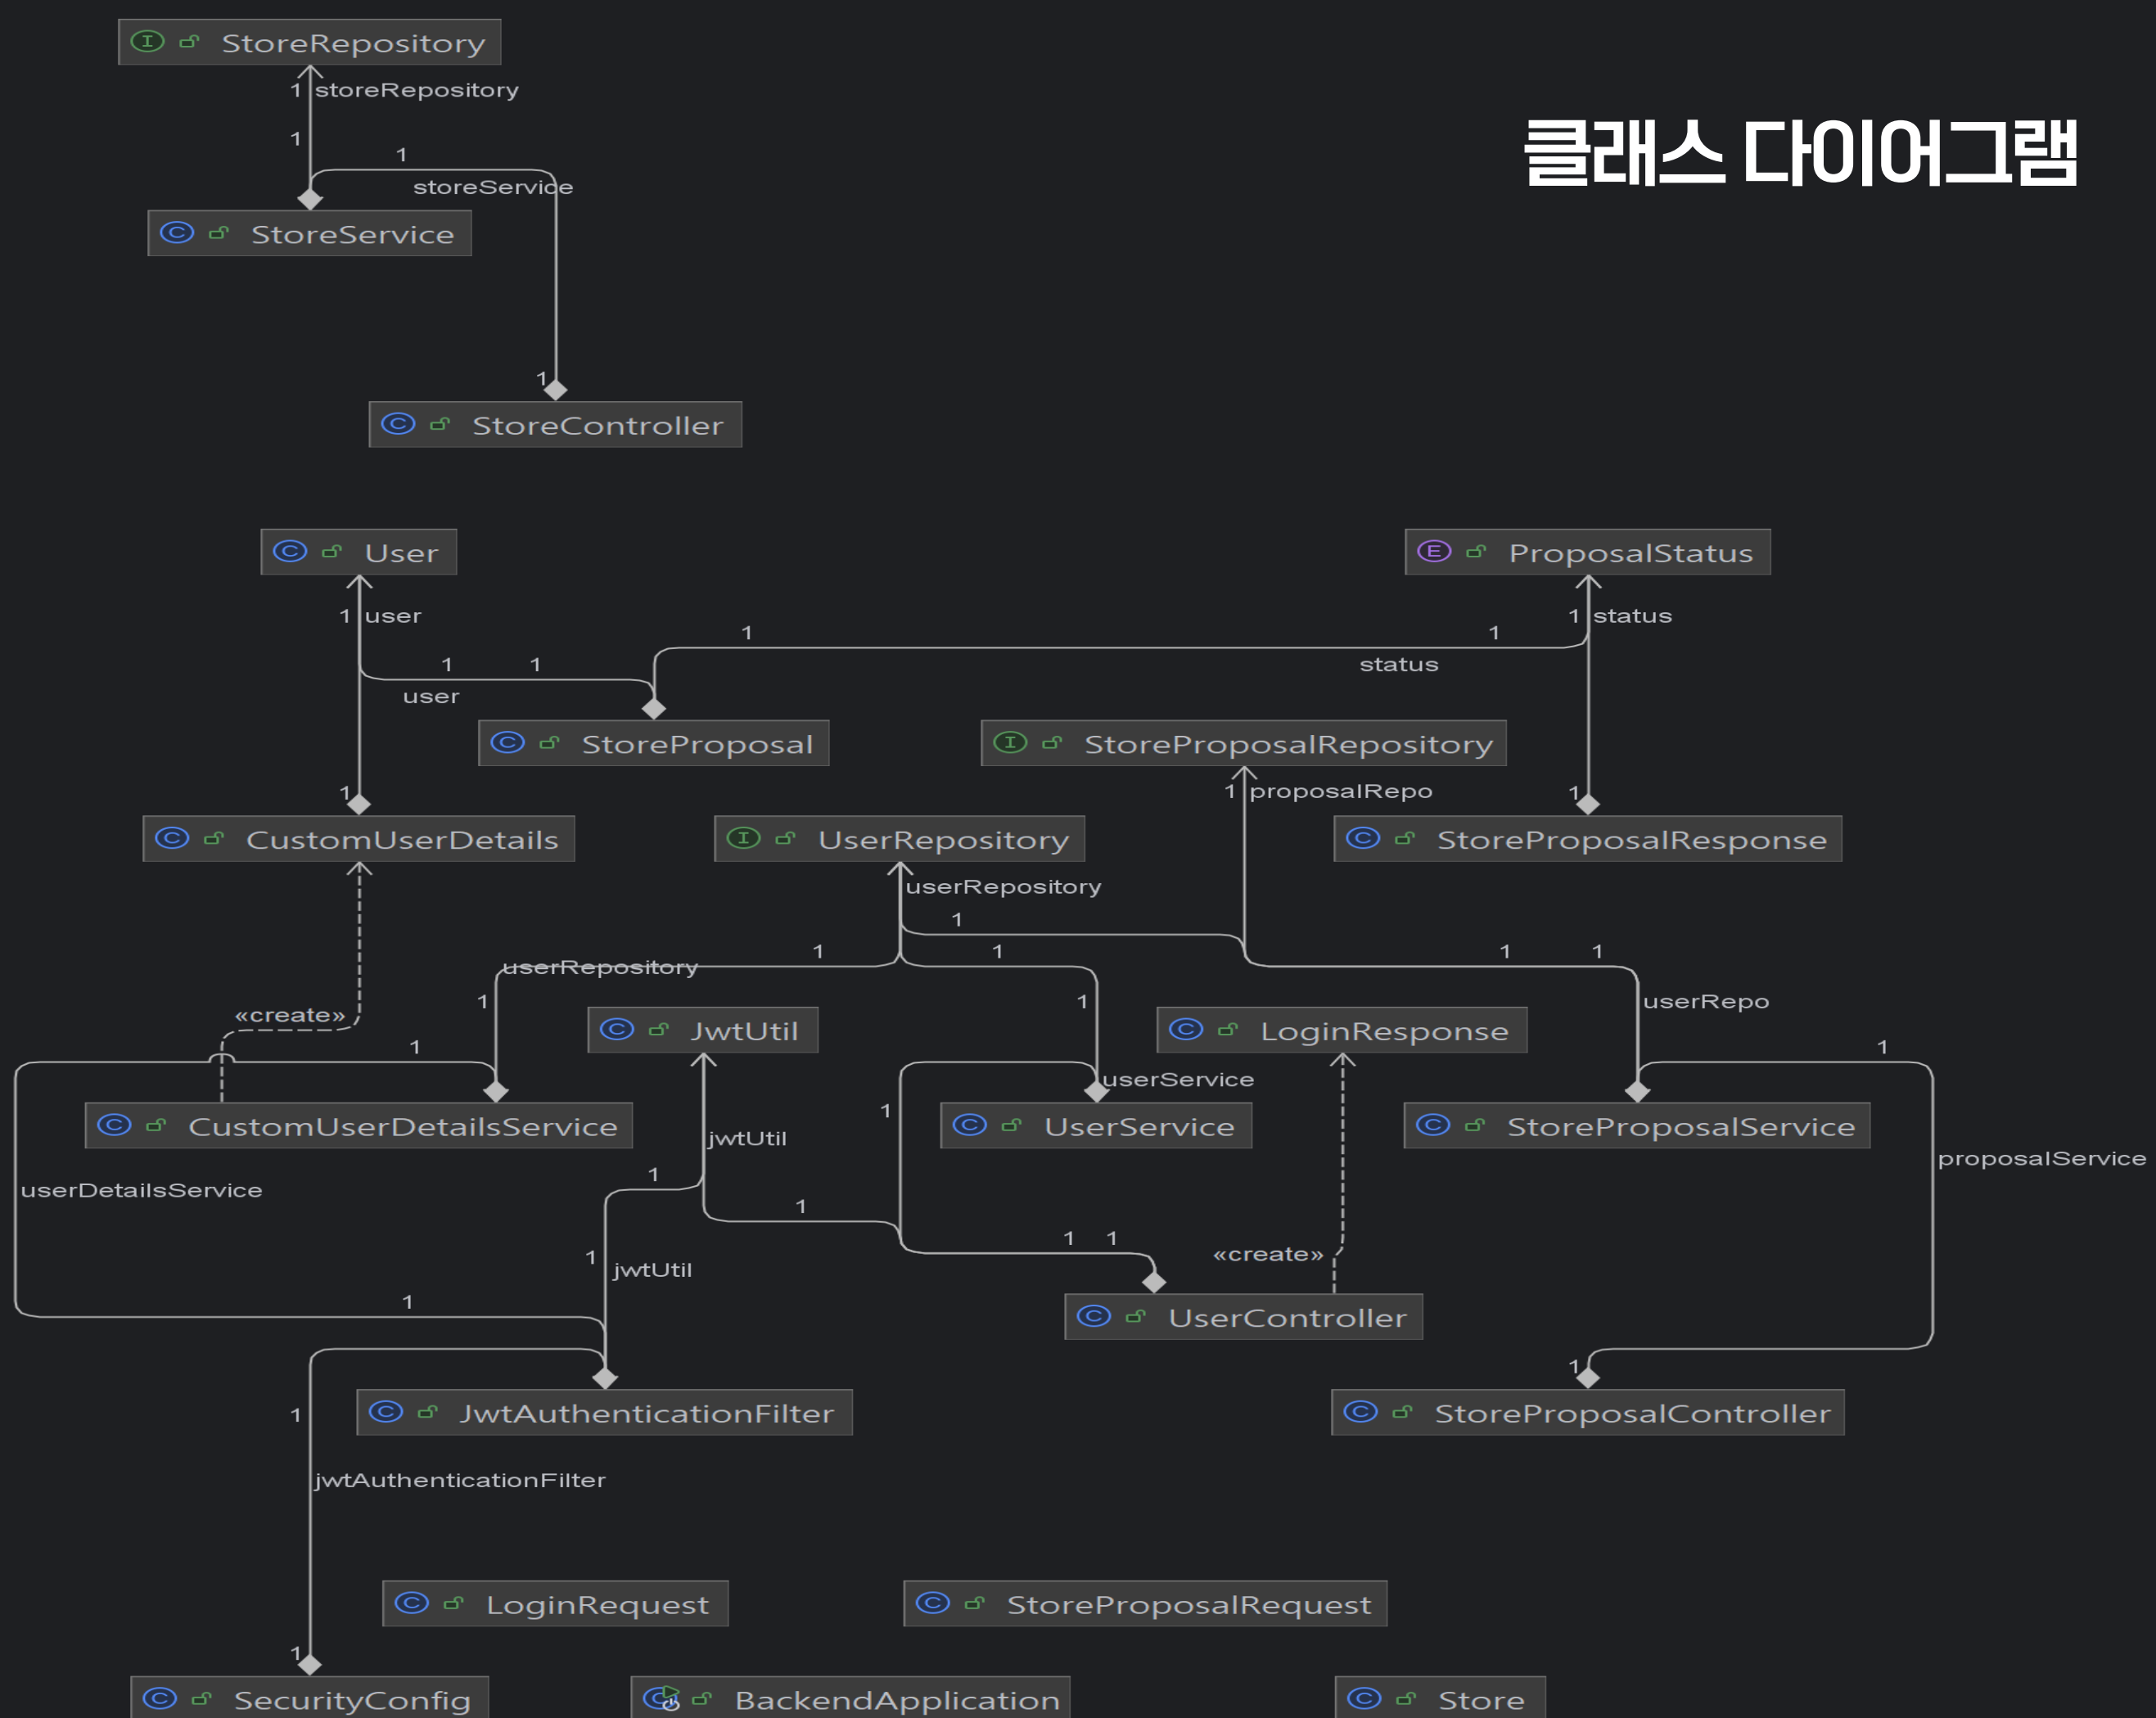 StoreRepository
1 storeRepository
클래스 다이어그램
1
1
storeService
StoreService
1
StoreController
User
ProposalStatus
1 user
1 status
1
1
1
1
status
user
StoreProposal
StoreProposalRepository
1
1 proposalRepo
1
CustomUserDetails
UserRepository
StoreProposalResponse
userRepository
1
1
1
1
1
userRepository
1
1
userRepo
«create»
JwtUtil
LoginResponse
1
1
userService
1
CustomUserDetailsService
UserService
StoreProposalService
jwtUtil
proposalService
1
userDetailsService
1
1
1
1
«create»
jwtUtil
1
UserController
1
1
JwtAuthenticationFilter
StoreProposalController
jwtAuthenticationFilter
LoginRequest
StoreProposalRequest
1
SecurityConfig
BackendApplication
Store